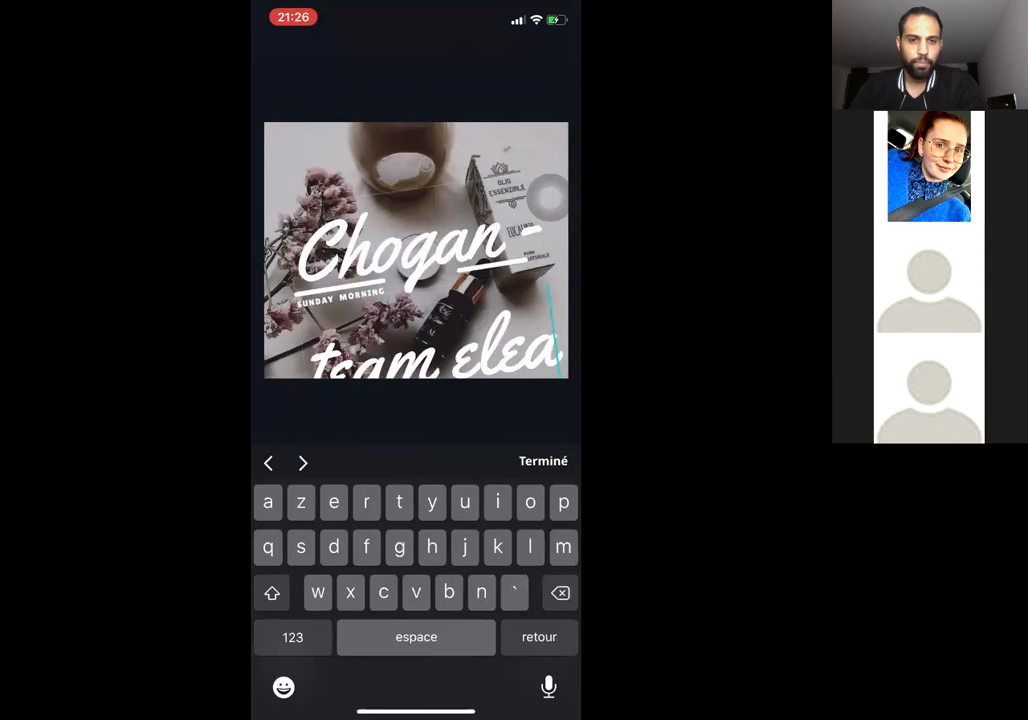 21:26
OLIO
ESSENZIALE
Chogan -
SUNDAY MORNING
team elea
Terminé
a z e r t y u i o p
q s d f g h j k l m
w x c v b n `
123 espace retour